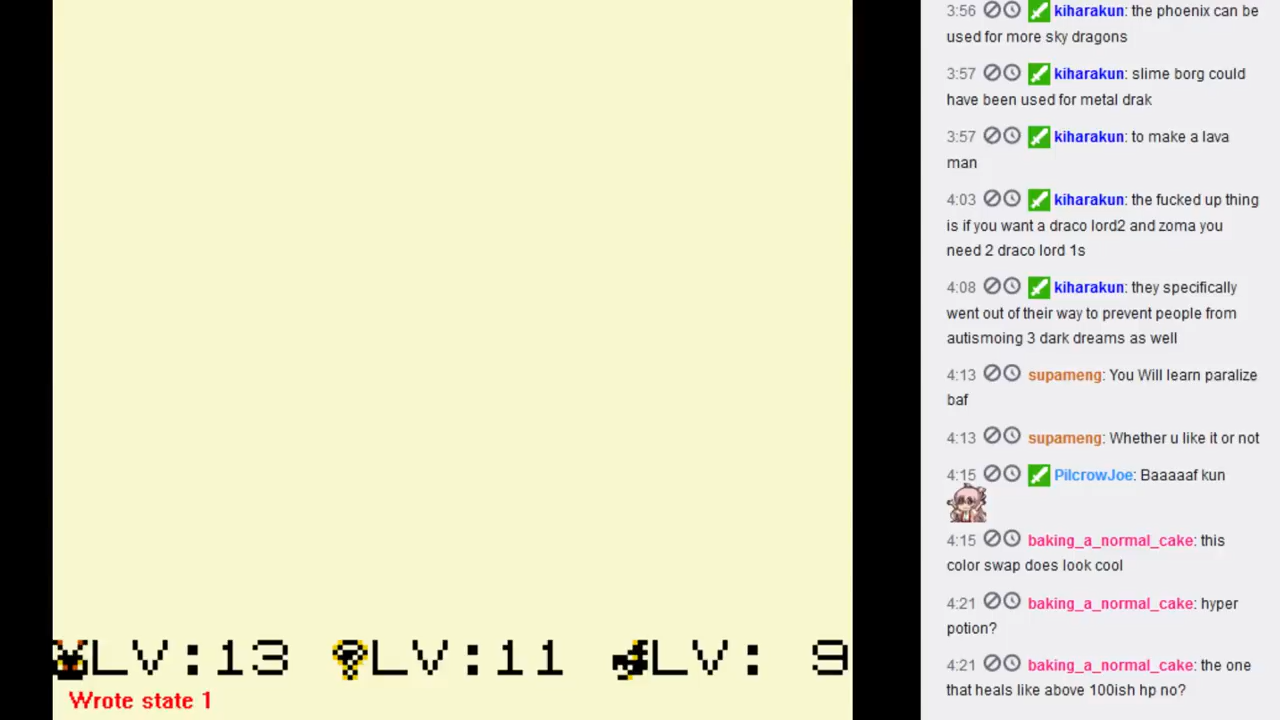 LV:13 LV:11 LV: 9
Wrote state 1
3:56 kiharakun: the phoenix can be
used for more sky dragons
3:57 kiharakun: slime borg could
have been used for metal drak
3:57 kiharakun: to make a lava
man
4:03 kiharakun: the fucked up thing
is if you want a draco lord2 and zoma you
need 2 draco lord 1s
4:08 kiharakun: they specifically
went out of their way to prevent people from
autismoing 3 dark dreams as well
4:13 supameng: You Will learn paralize
baf
4:13 supameng: Whether u like it or not
4:15 PilcrowJoe: Baaaaaf kun
4:15 baking_a_normal_cake: this
color swap does look cool
4:21 baking_a_normal_cake: hyper
potion?
4:21 baking_a_normal_cake: the one
that heals like above 100ish hp no?